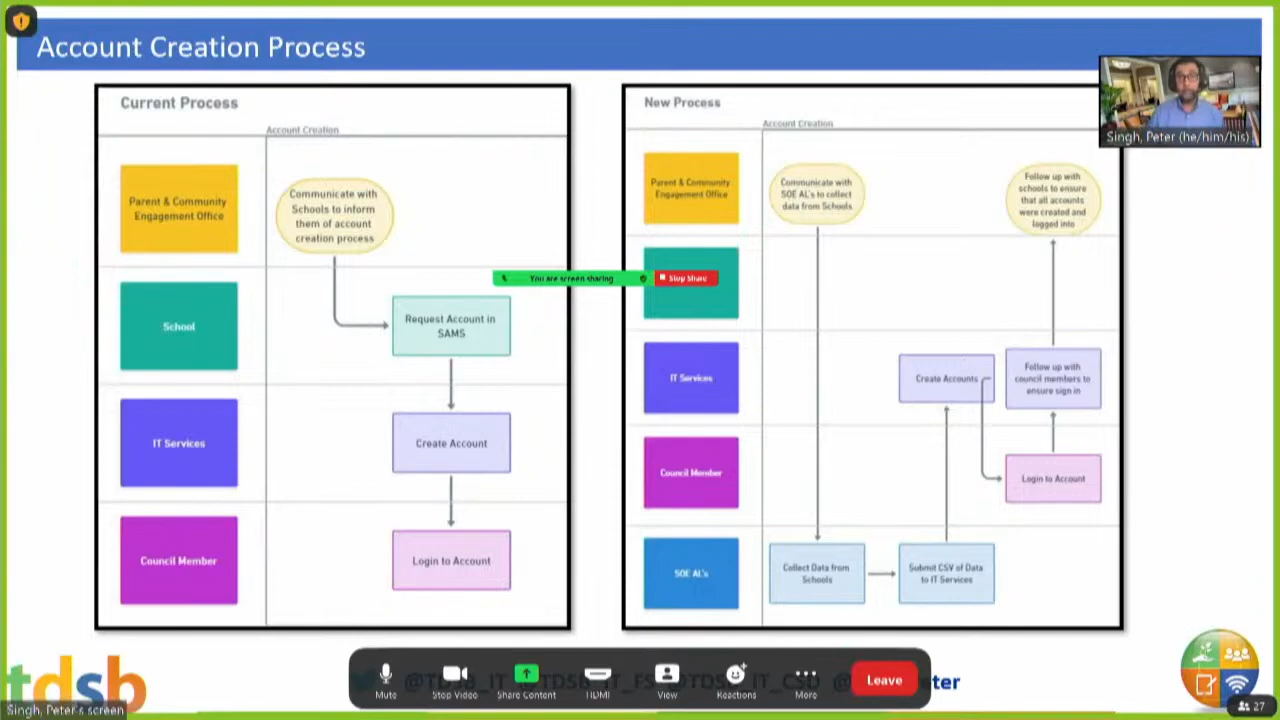 Account Creation Process
Current Process
Account Creation
Parent & Community
Engagement Office
Communicate with
Schools to inform
them of account
creation process
School
Request Account in
SAMS
IT Services
Create Account
Council Member
Login to Account
New Process
Account Creation
Parent & Community
Engagement Office
Communicate with
SOE AL's to collect
data from Schools
Follow up with
schools to ensure
that all accounts
were created and
logged into
IT Services
Create Accounts
Follow up with
council members to
ensure sign in
Council Member
Login to Account
SOE AL's
Collect Data from
Schools
Submit CSV of Data
to IT Services
You are screen sharing
Stop Share
Singh, Peter (he/him/his)
tdsb
Singh, Peter's screen
Mute
Stop Video
Share Content
HDMI
View
Reactions
More
Leave
27